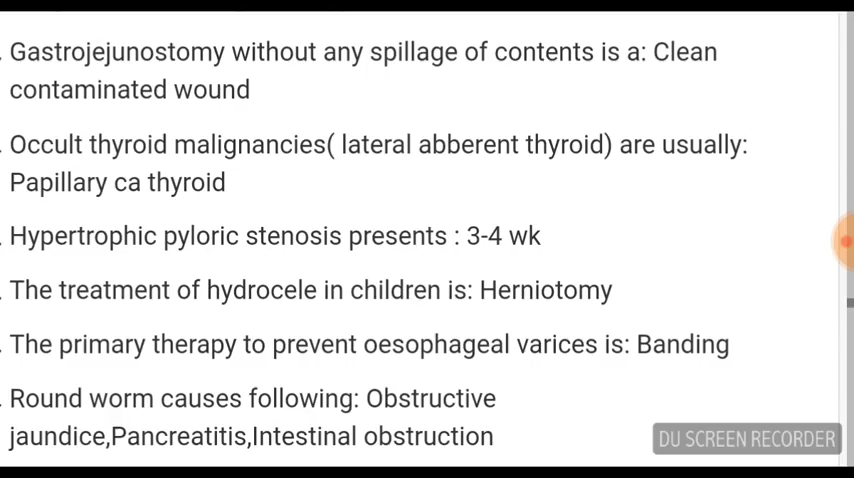 . Gastrojejunostomy without any spillage of contents is a: Clean
contaminated wound
. Occult thyroid malignancies( lateral abberent thyroid) are usually:
Papillary ca thyroid
. Hypertrophic pyloric stenosis presents : 3-4 wk
. The treatment of hydrocele in children is: Herniotomy
. The primary therapy to prevent oesophageal varices is: Banding
. Round worm causes following: Obstructive
jaundice,Pancreatitis,Intestinal obstruction
DU SCREEN RECORDER